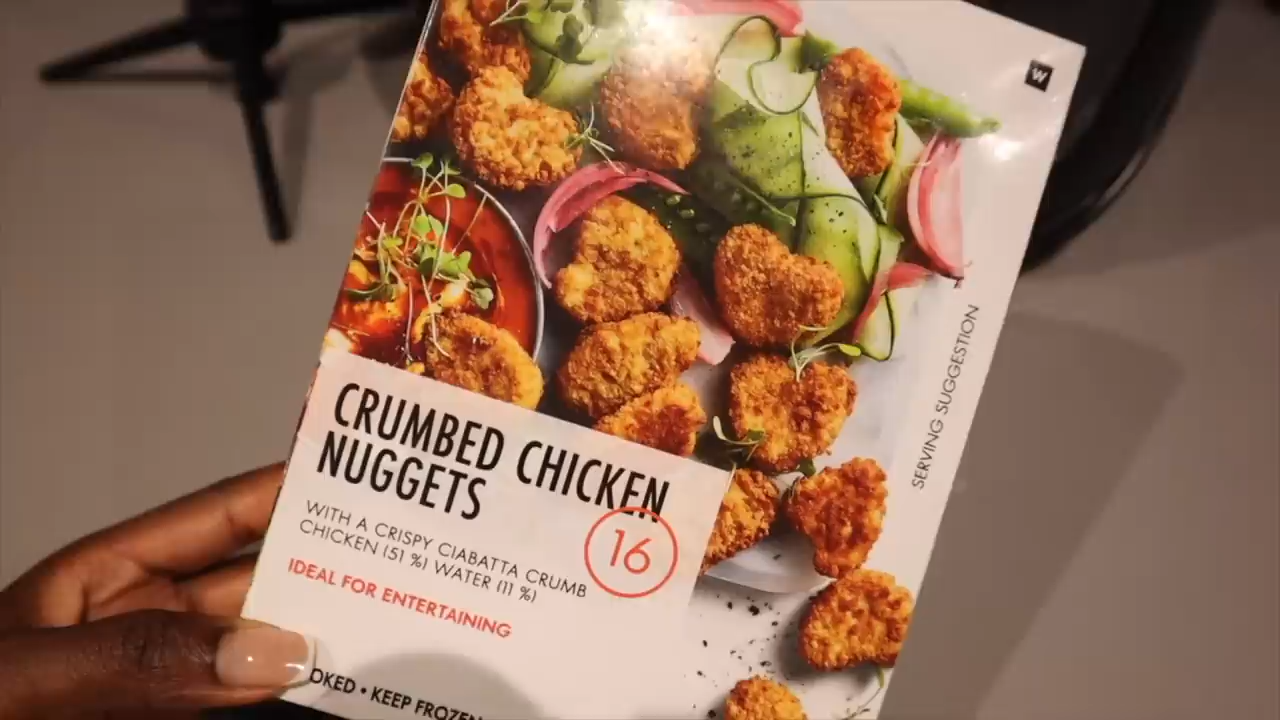 W
SERVING SUGGESTION
CRUMBED CHICKEN
NUGGETS
16
WITH A CRISPY CIABATTA CRUMB
CHICKEN (51 %) WATER (11 %)
IDEAL FOR ENTERTAINING
OKED • KEEP FROZEN